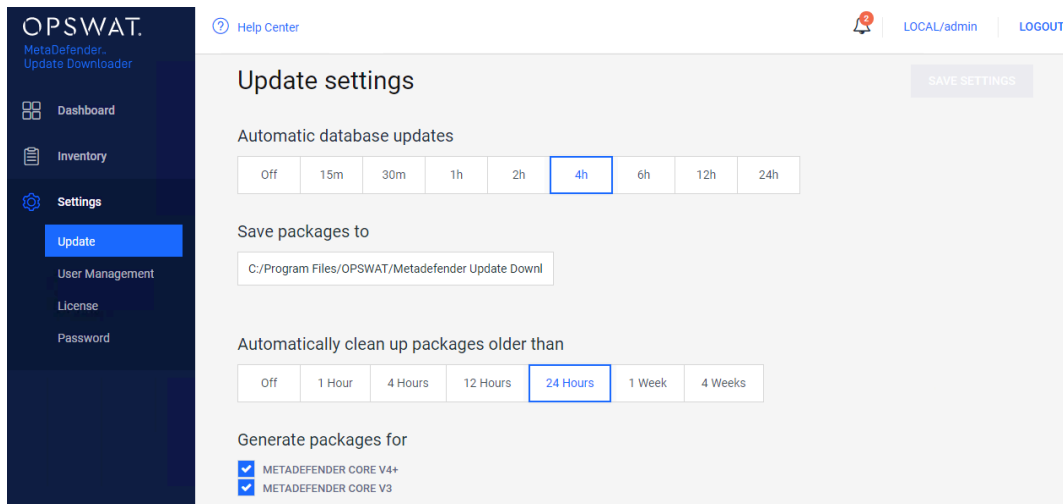 OPSWAT.
MetaDefender™
Update Downloader
Help Center
2
LOCAL/admin
LOGOUT
Dashboard
Inventory
Settings
Update
User Management
License
Password
Update settings
SAVE SETTINGS
Automatic database updates
Off 15m 30m 1h 2h 4h 6h 12h 24h
Save packages to
C:/Program Files/OPSWAT/Metadefender Update Downl
Automatically clean up packages older than
Off 1 Hour 4 Hours 12 Hours 24 Hours 1 Week 4 Weeks
Generate packages for
METADEFENDER CORE V4+
METADEFENDER CORE V3